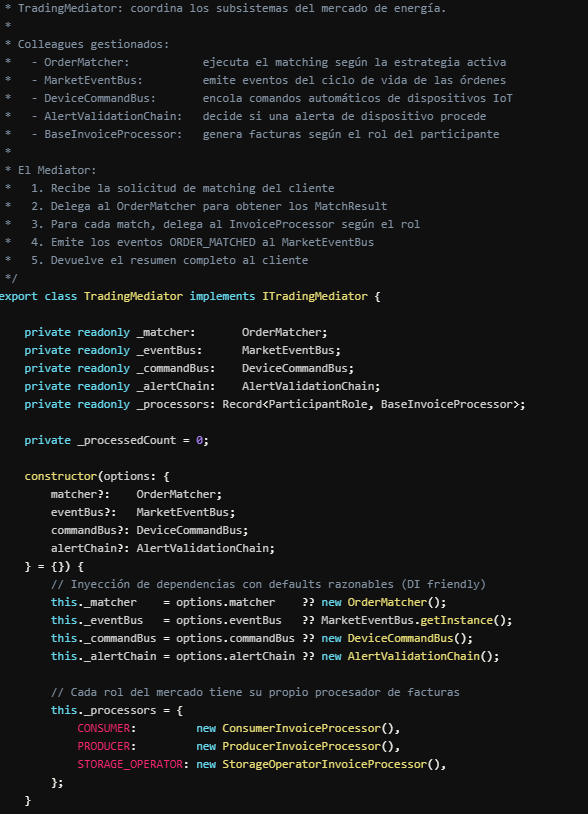 * TradingMediator: coordina los subsistemas del mercado de energía.
*
* Colleagues gestionados:
*   - OrderMatcher:           ejecuta el matching según la estrategia activa
*   - MarketEventBus:         emite eventos del ciclo de vida de las órdenes
*   - DeviceCommandBus:       encola comandos automáticos de dispositivos IoT
*   - AlertValidationChain:   decide si una alerta de dispositivo procede
*   - BaseInvoiceProcessor:   genera facturas según el rol del participante
*
* El Mediator:
*   1. Recibe la solicitud de matching del cliente
*   2. Delega al OrderMatcher para obtener los MatchResult
*   3. Para cada match, delega al InvoiceProcessor según el rol
*   4. Emite los eventos ORDER_MATCHED al MarketEventBus
*   5. Devuelve el resumen completo al cliente
*/
export class TradingMediator implements ITradingMediator {

    private readonly _matcher:       OrderMatcher;
    private readonly _eventBus:      MarketEventBus;
    private readonly _commandBus:    DeviceCommandBus;
    private readonly _alertChain:    AlertValidationChain;
    private readonly _processors: Record<ParticipantRole, BaseInvoiceProcessor>;

    private _processedCount = 0;

    constructor(options: {
        matcher?:    OrderMatcher;
        eventBus?:   MarketEventBus;
        commandBus?: DeviceCommandBus;
        alertChain?: AlertValidationChain;
    } = {}) {
        // Inyección de dependencias con defaults razonables (DI friendly)
        this._matcher    = options.matcher    ?? new OrderMatcher();
        this._eventBus   = options.eventBus   ?? MarketEventBus.getInstance();
        this._commandBus = options.commandBus ?? new DeviceCommandBus();
        this._alertChain = options.alertChain ?? new AlertValidationChain();

        // Cada rol del mercado tiene su propio procesador de facturas
        this._processors = {
            CONSUMER:         new ConsumerInvoiceProcessor(),
            PRODUCER:         new ProducerInvoiceProcessor(),
            STORAGE_OPERATOR: new StorageOperatorInvoiceProcessor(),
        };
    }